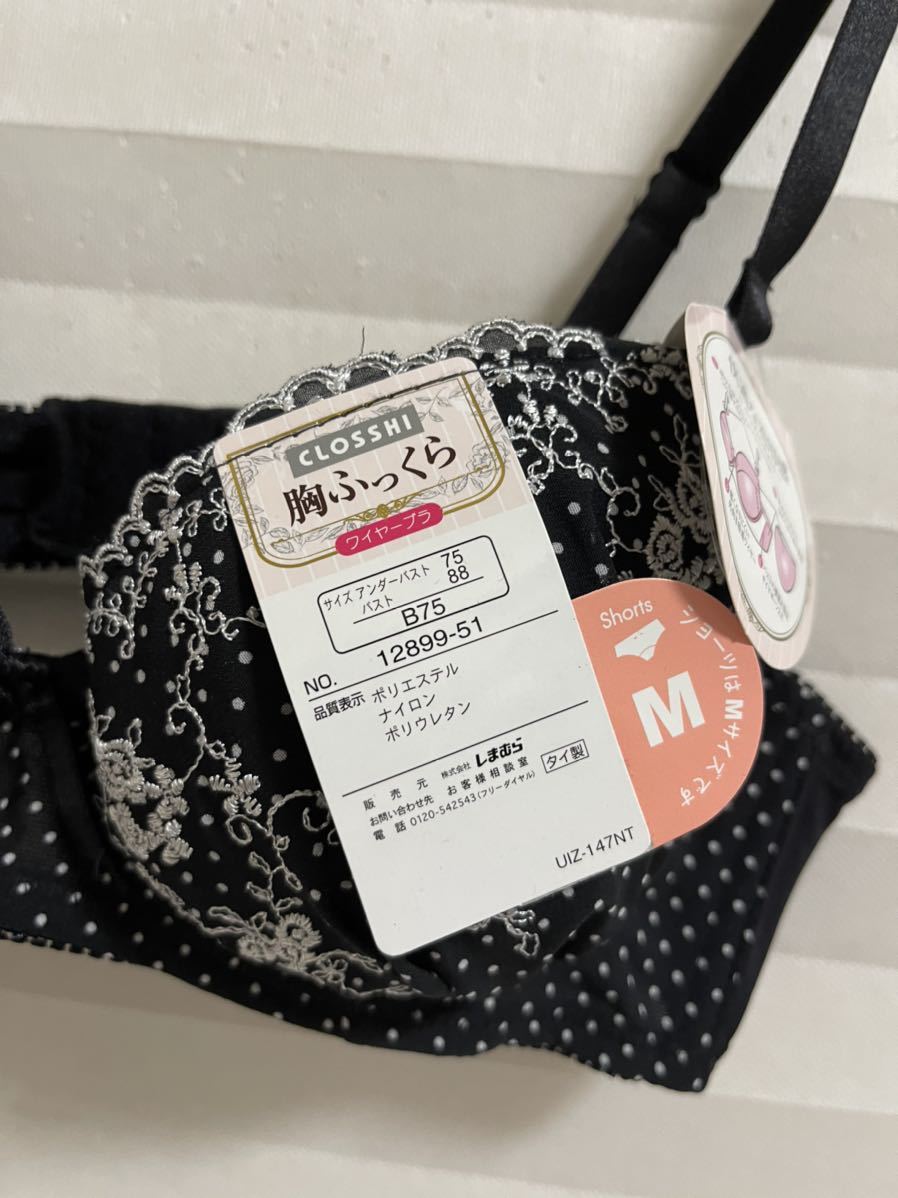 CLOSSHI
胸ふっくら
ワイヤーブラ
サイズ アンダーバスト 75
バスト 88
B75
NO. 12899-51
品質表示 ポリエステル
ナイロン
ポリウレタン
販売元 株式会社 しまむら
お問い合わせ先 お客様相談室
電話 0120-542543(フリーダイヤル)
タイ製
UIZ-147NT
Shorts
M
ショーツはMサイズです